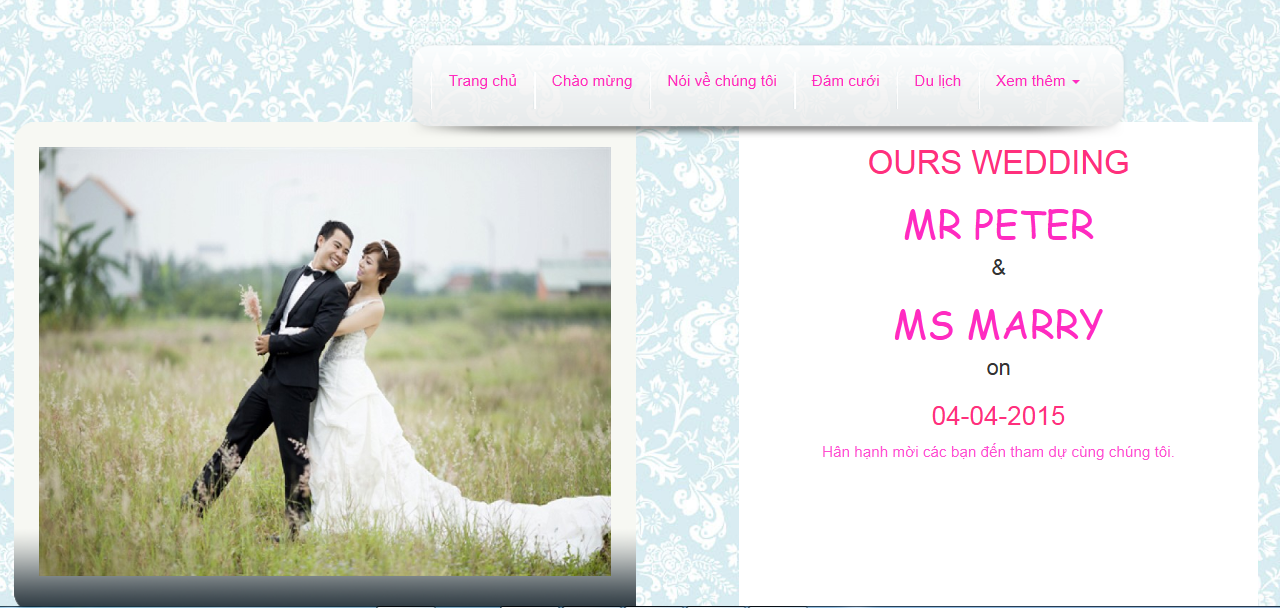 Trang chủ Chào mừng Nói về chúng tôi Đám cưới Du lịch Xem thêm
OURS WEDDING
MR PETER
&
MS MARRY
on
04-04-2015
Hân hạnh mời các bạn đến tham dự cùng chúng tôi.